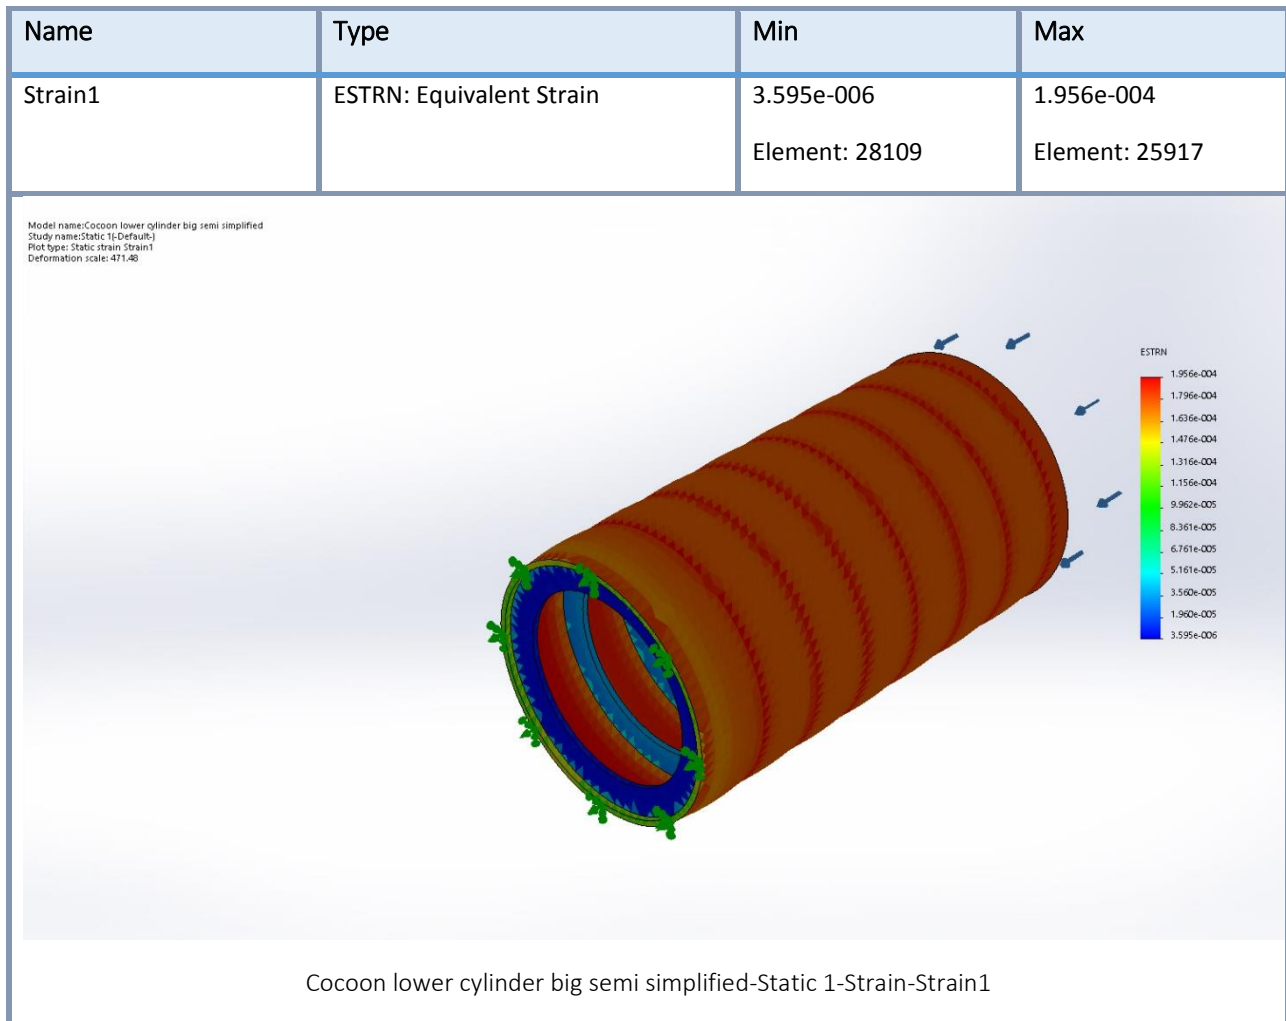 Name Type Min Max
Strain1 ESTRN: Equivalent Strain 3.595e-006 1.956e-004
Element: 28109 Element: 25917
Model name:Cocoon lower cylinder big semi simplified
Study name:Static 1(-Default-)
Plot type: Static strain Strain1
Deformation scale: 471.48
ESTRN
1.956e-004
1.796e-004
1.636e-004
1.476e-004
1.316e-004
1.156e-004
9.962e-005
8.361e-005
6.761e-005
5.161e-005
3.560e-005
1.960e-005
3.595e-006
Cocoon lower cylinder big semi simplified-Static 1-Strain-Strain1